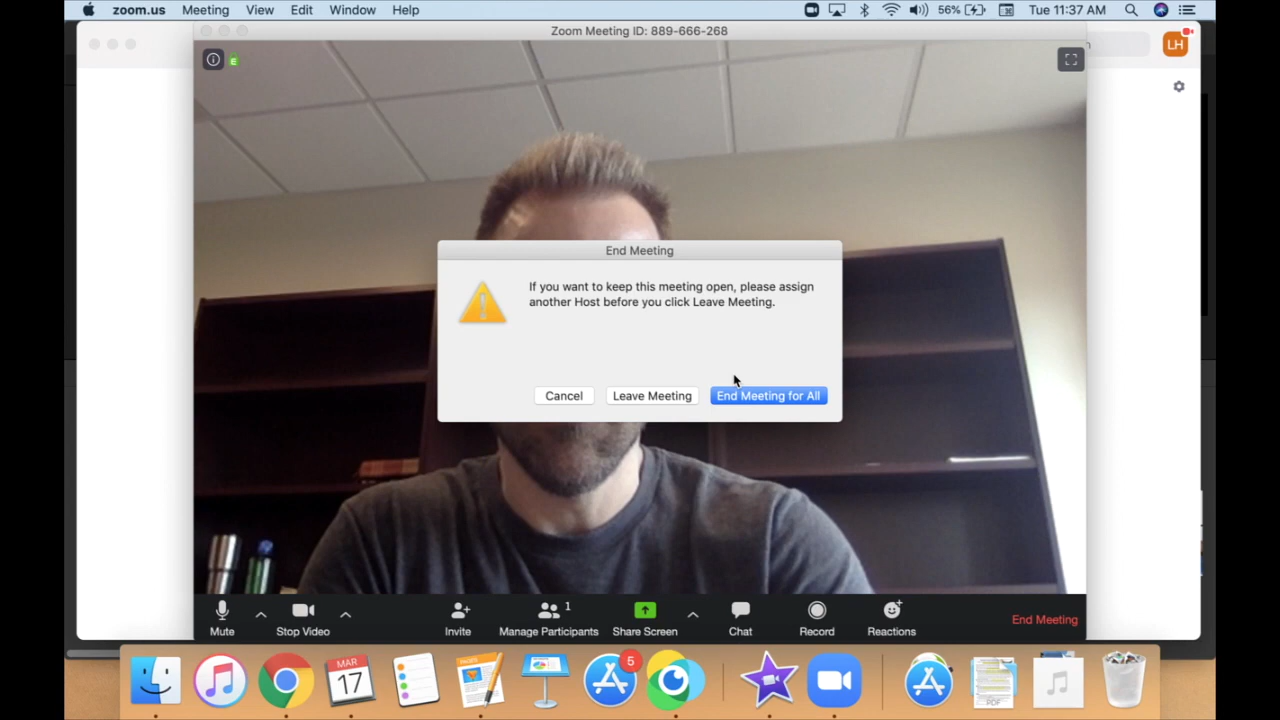 zoom.us Meeting View Edit Window Help 56% Tue 11:37 AM
Zoom Meeting ID: 889-666-268
LH
End Meeting
If you want to keep this meeting open, please assign
another Host before you click Leave Meeting.
Cancel Leave Meeting End Meeting for All
1
Mute Stop Video Invite Manage Participants Share Screen Chat Record Reactions End Meeting
MAR
17
5
PAGES
PDF